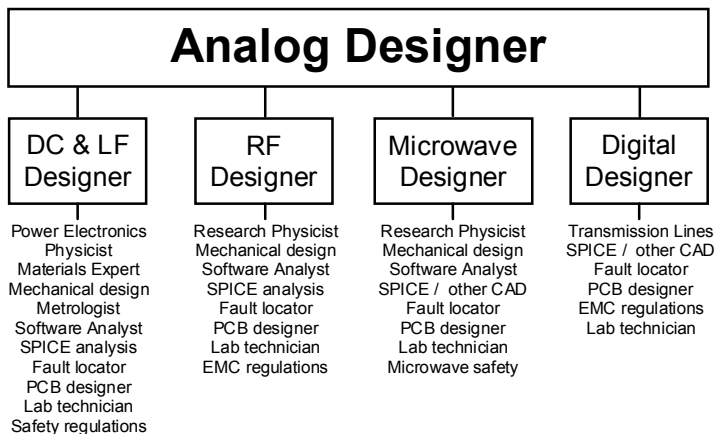 Analog Designer
DC & LF
Designer
Power Electronics
Physicist
Materials Expert
Mechanical design
Metrologist
Software Analyst
SPICE analysis
Fault locator
PCB designer
Lab technician
Safety regulations
RF
Designer
Research Physicist
Mechanical design
Software Analyst
SPICE analysis
Fault locator
PCB designer
Lab technician
EMC regulations
Microwave
Designer
Research Physicist
Mechanical design
Software Analyst
SPICE / other CAD
Fault locator
PCB designer
Lab technician
Microwave safety
Digital
Designer
Transmission Lines
SPICE / other CAD
Fault locator
PCB designer
EMC regulations
Lab technician